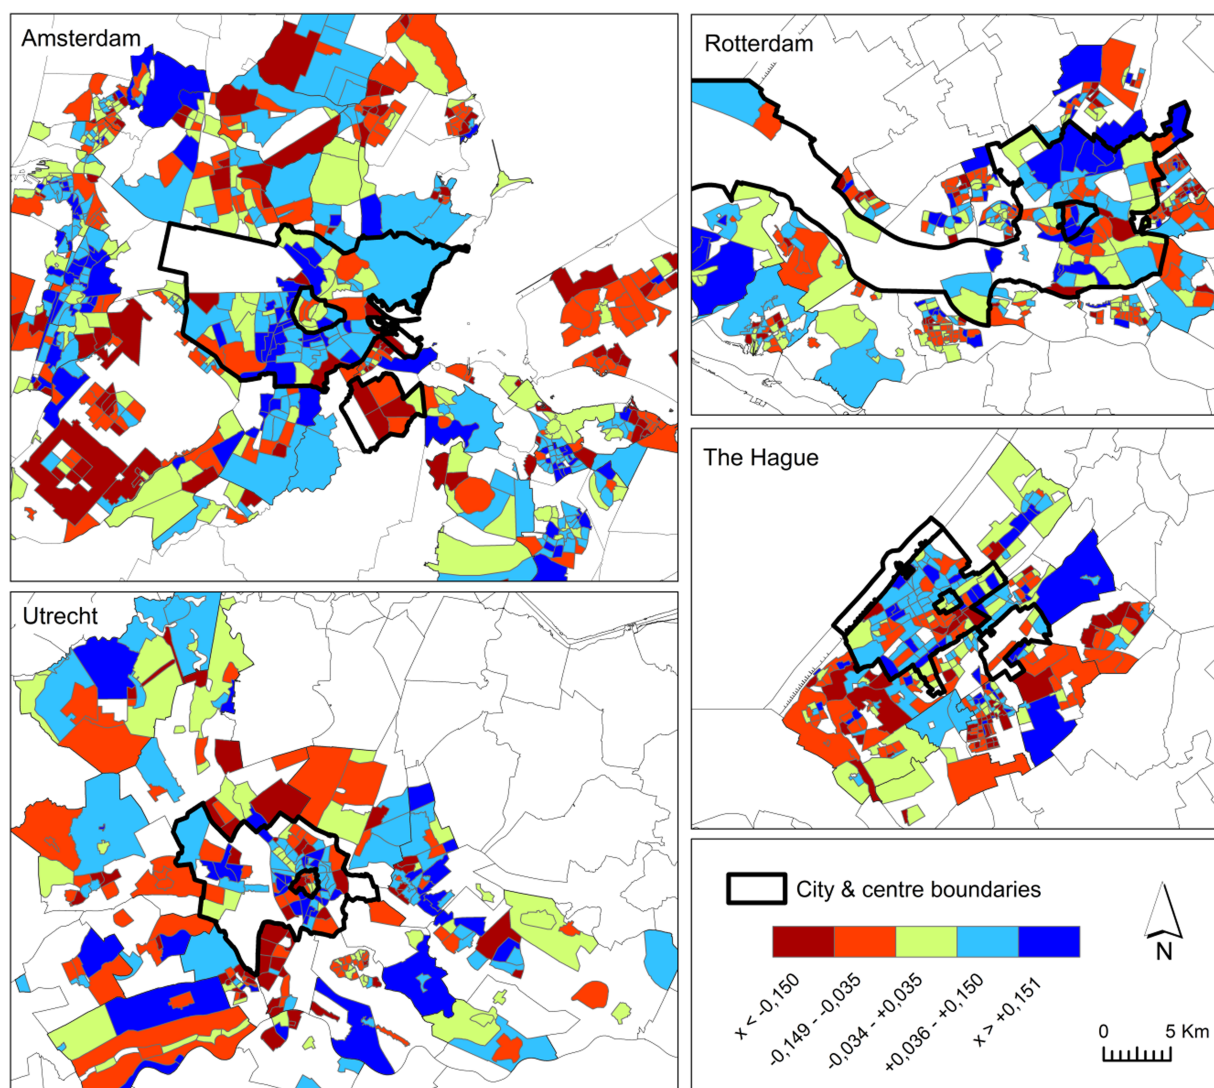 Amsterdam
Rotterdam
The Hague
Utrecht
City & centre boundaries
x < -0,150
-0,149 - -0,035
-0,034 - +0,035
+0,036 - +0,150
x > +0,151
N
0 5 Km